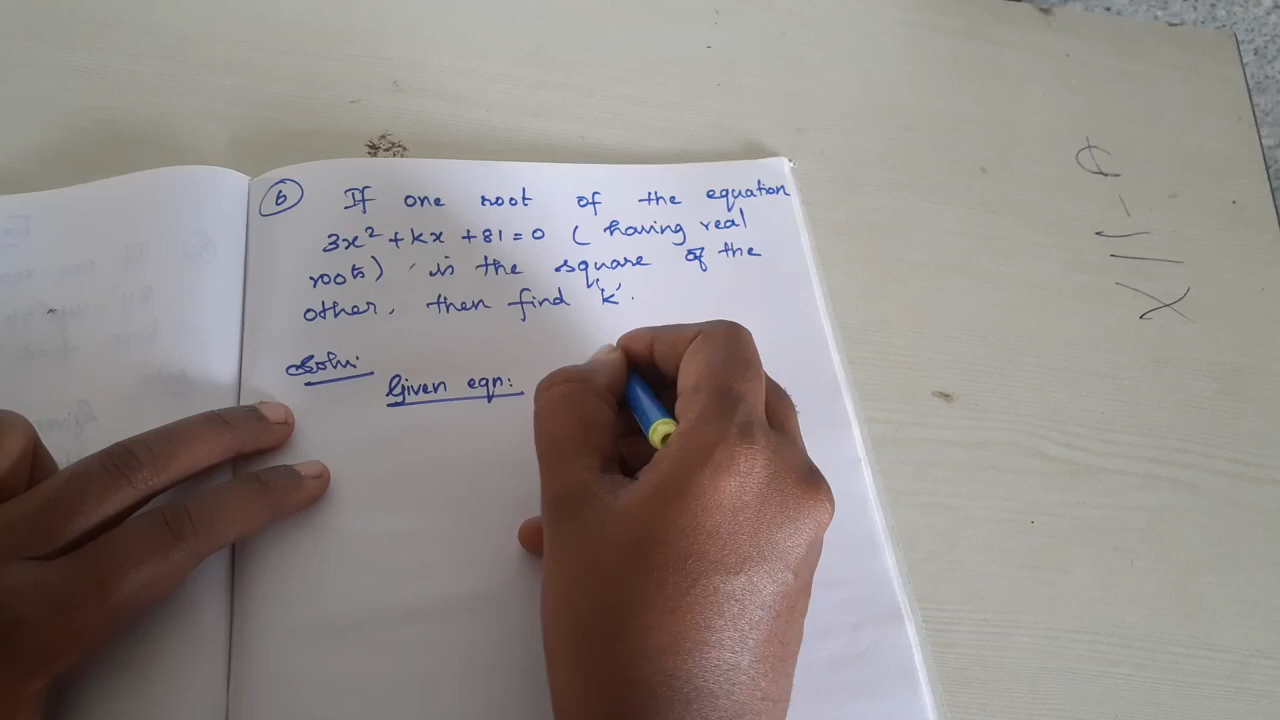 6 If one root of the equation
3x² + kx + 81 = 0 (having real
roots) is the square of the
other, then find 'k'.
Soln:
Given eqn: